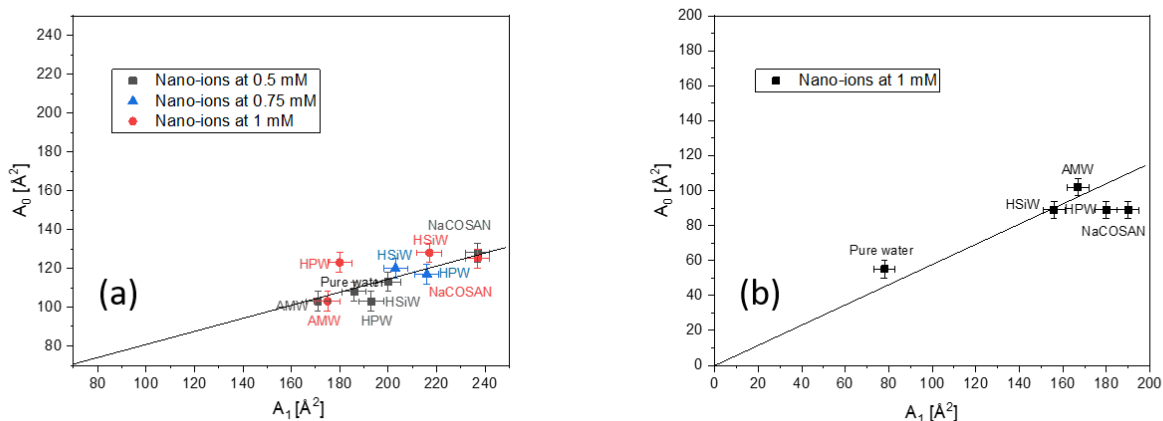 240
220
200
180
160
140
120
100
80
A0 [Å2]
Nano-ions at 0.5 mM
Nano-ions at 0.75 mM
Nano-ions at 1 mM
NaCOSAN
HSiW
HPW
HSiW
HPW
Pure water
NaCOSAN
AMW
HSiW
AMW
HPW
(a)
80 100 120 140 160 180 200 220 240
A1 [Å2]
200
180
160
140
120
100
80
60
40
20
0
A0 [Å2]
Nano-ions at 1 mM
AMW
HSiW
HPW
NaCOSAN
Pure water
(b)
0 20 40 60 80 100 120 140 160 180 200
A1 [Å2]